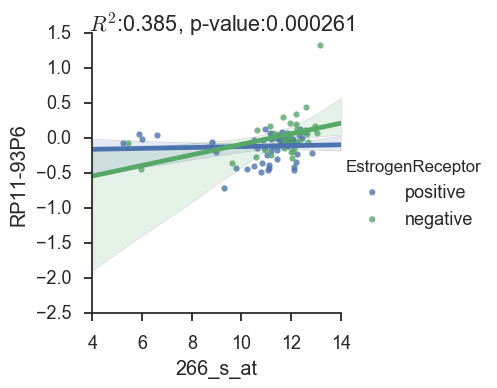 R²:0.385, p-value:0.000261
1.5
1.0
0.5
0.0
−0.5
−1.0
−1.5
−2.0
−2.5
RP11-93P6
4 6 8 10 12 14
266_s_at
EstrogenReceptor
positive
negative